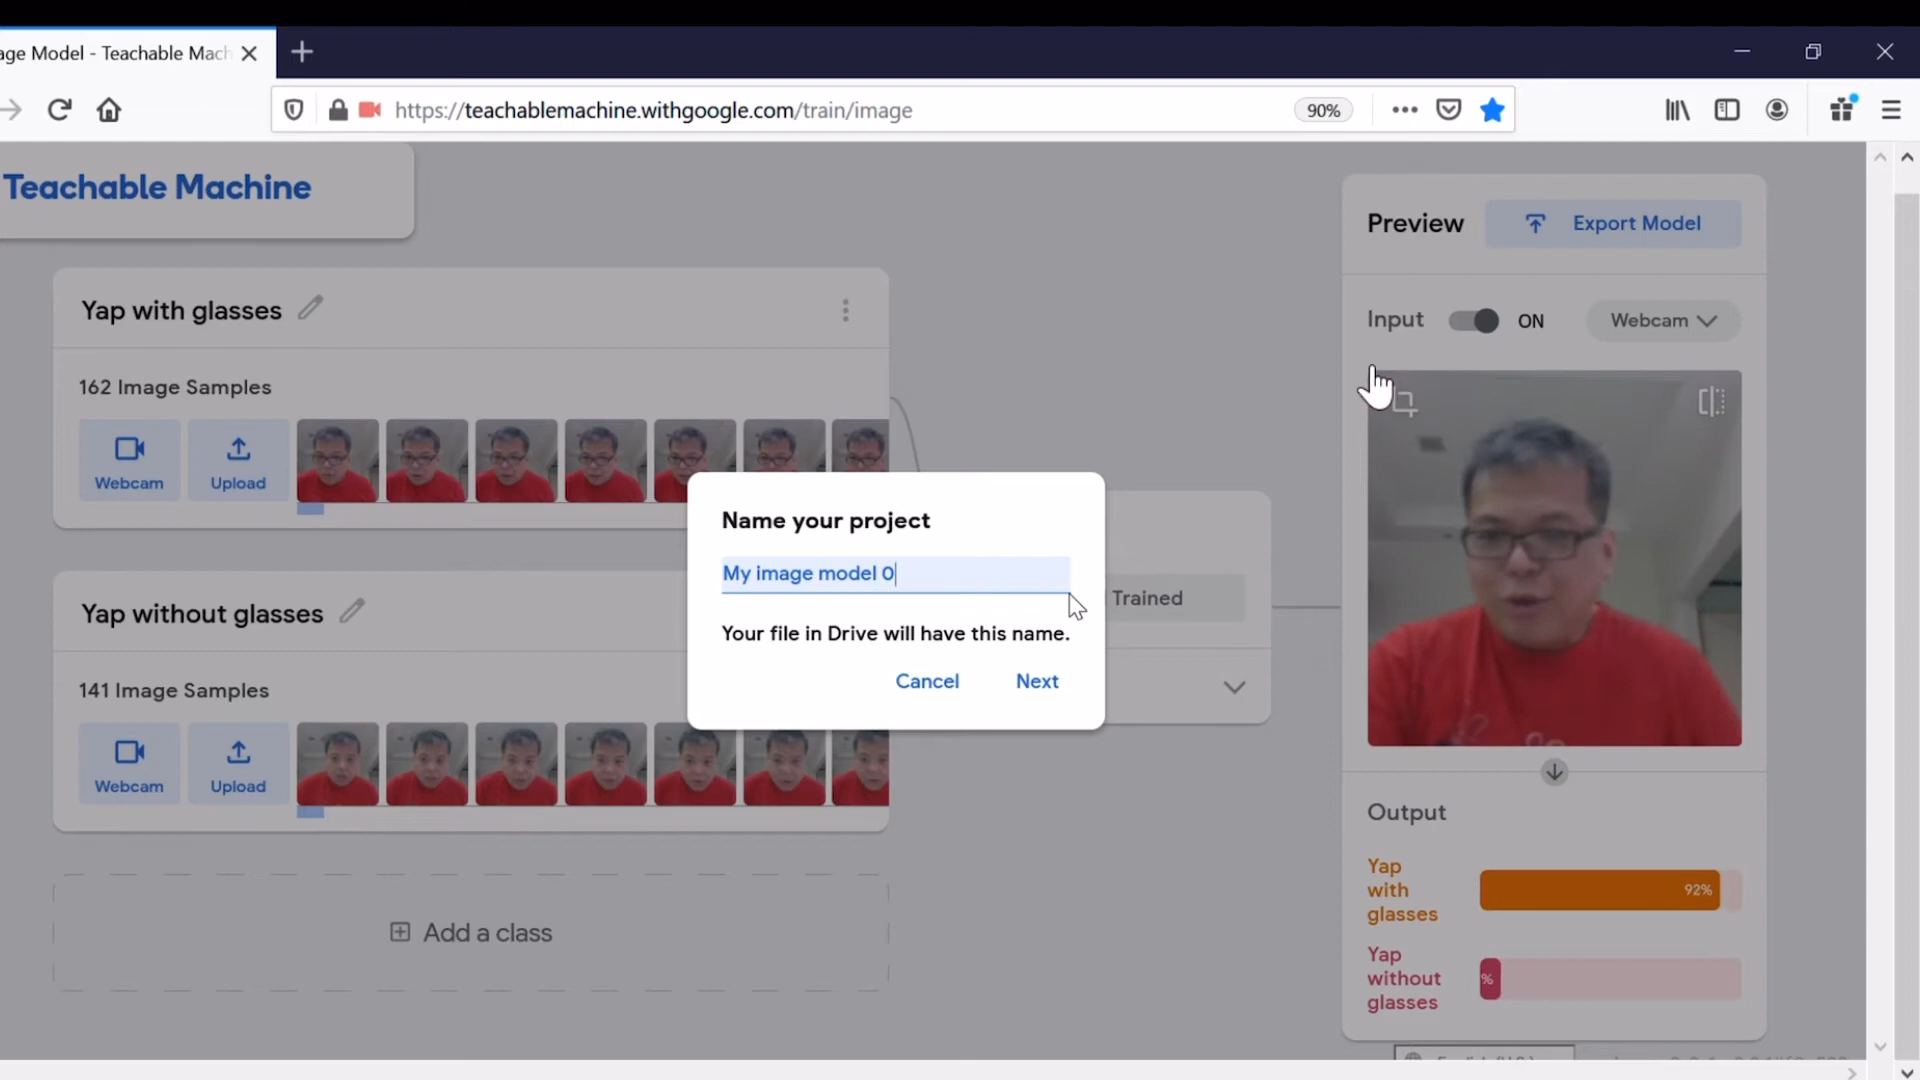 age Model - Teachable Mach
https://teachablemachine.withgoogle.com/train/image
90%
Teachable Machine
Preview
Export Model
Yap with glasses
Input
ON
Webcam
162 Image Samples
Webcam
Upload
Name your project
My image model 0
Your file in Drive will have this name.
Cancel
Next
Trained
Yap without glasses
141 Image Samples
Webcam
Upload
Output
Yap
with
glasses
92%
Yap
without
glasses
%
Add a class